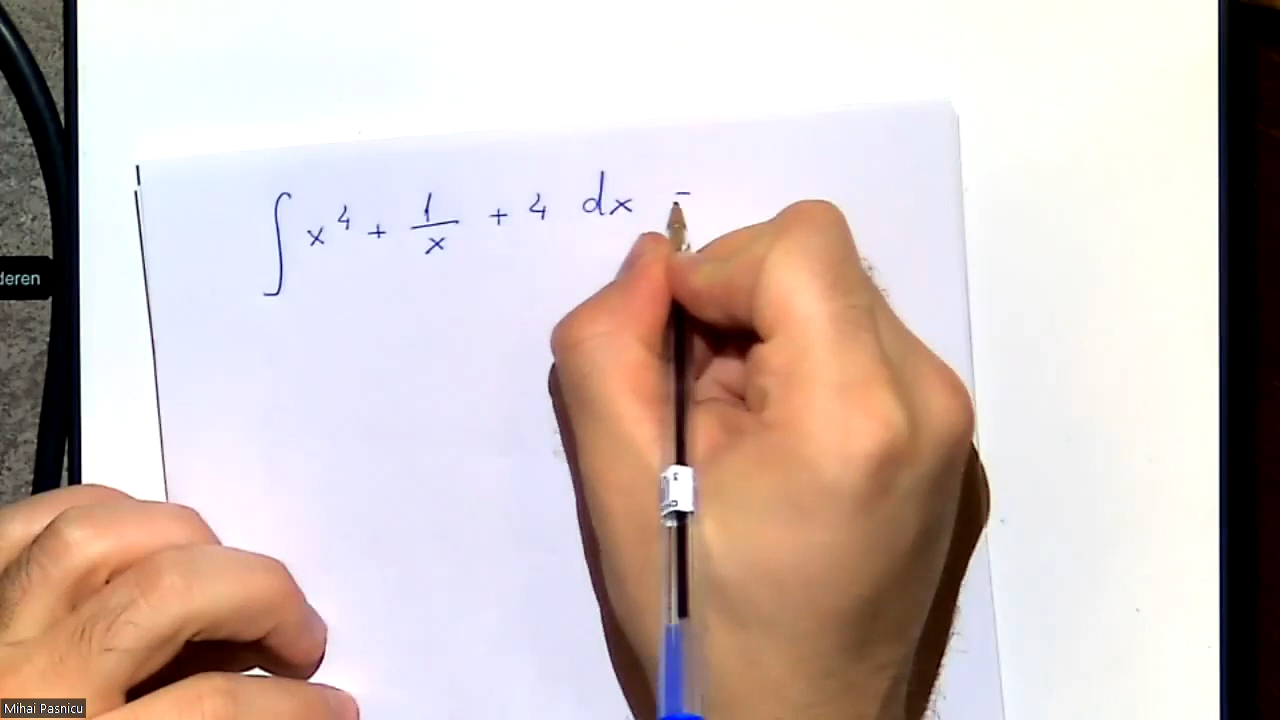 ∫ x⁴ + 1/x + 4 dx =
deren
Mihai Pasnicu